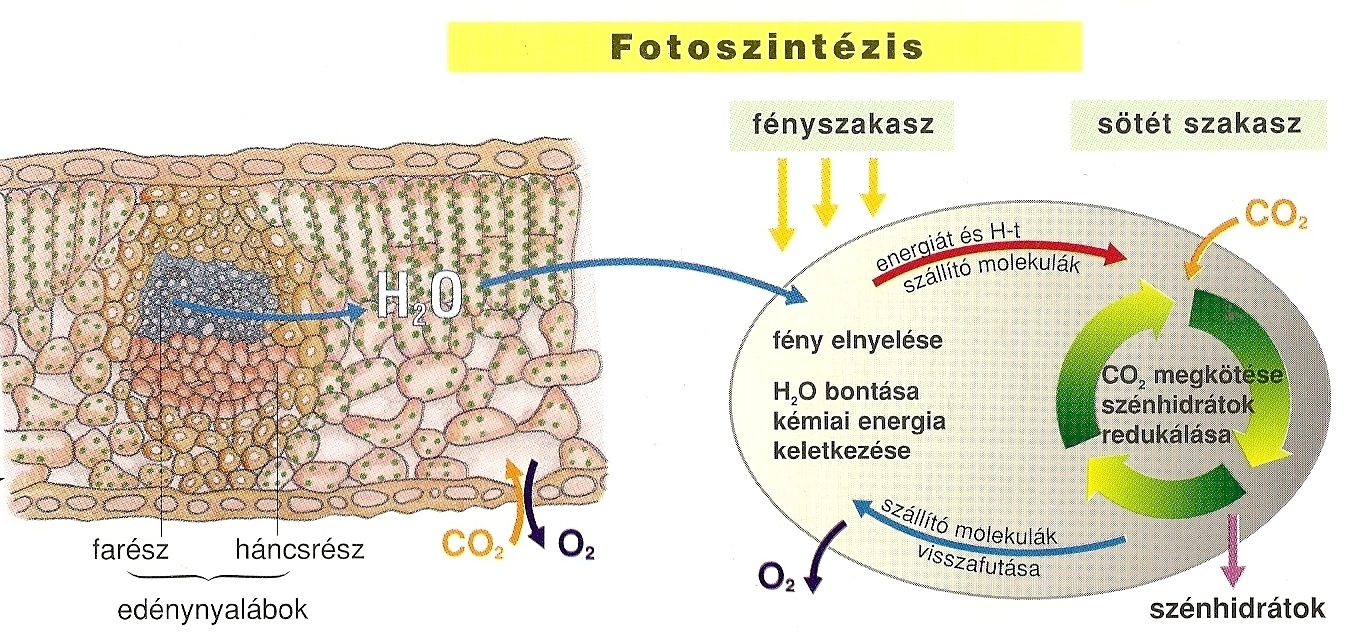 Fotoszintézis
fényszakasz
sötét szakasz
CO₂
energiát és H-t
szállító molekulák
H₂O
fény elnyelése
H₂O bontása
kémiai energia
keletkezése
CO₂ megkötése
szénhidrátok
redukálása
szállító molekulák
visszafutása
O₂
szénhidrátok
CO₂
O₂
farész
háncsrész
edénynyalábok